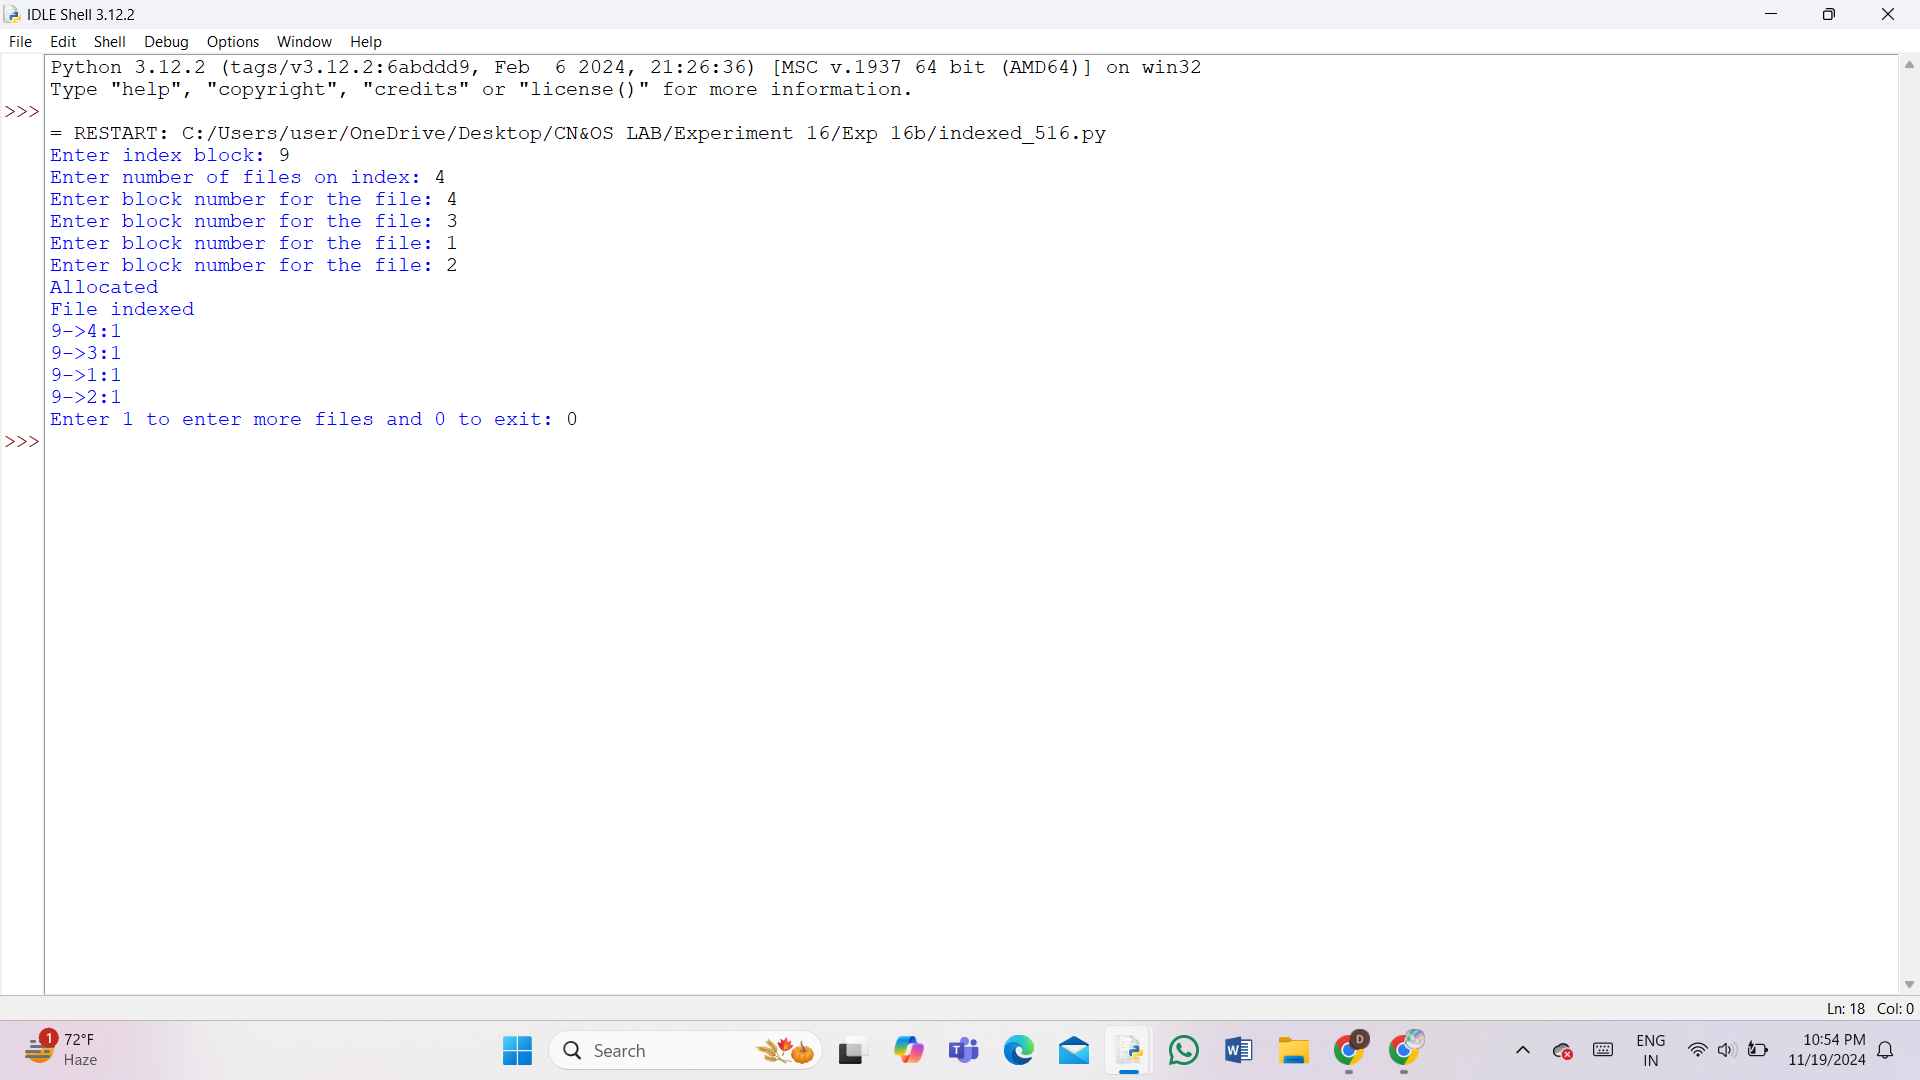 IDLE Shell 3.12.2
File Edit Shell Debug Options Window Help
Python 3.12.2 (tags/v3.12.2:6abddd9, Feb  6 2024, 21:26:36) [MSC v.1937 64 bit (AMD64)] on win32
Type "help", "copyright", "credits" or "license()" for more information.
>>>
= RESTART: C:/Users/user/OneDrive/Desktop/CN&OS LAB/Experiment 16/Exp 16b/indexed_516.py
Enter index block: 9
Enter number of files on index: 4
Enter block number for the file: 4
Enter block number for the file: 3
Enter block number for the file: 1
Enter block number for the file: 2
Allocated
File indexed
9->4:1
9->3:1
9->1:1
9->2:1
Enter 1 to enter more files and 0 to exit: 0
>>>
Ln: 18 Col: 0
1 72°F
Haze
Search
D
ENG
IN
10:54 PM
11/19/2024